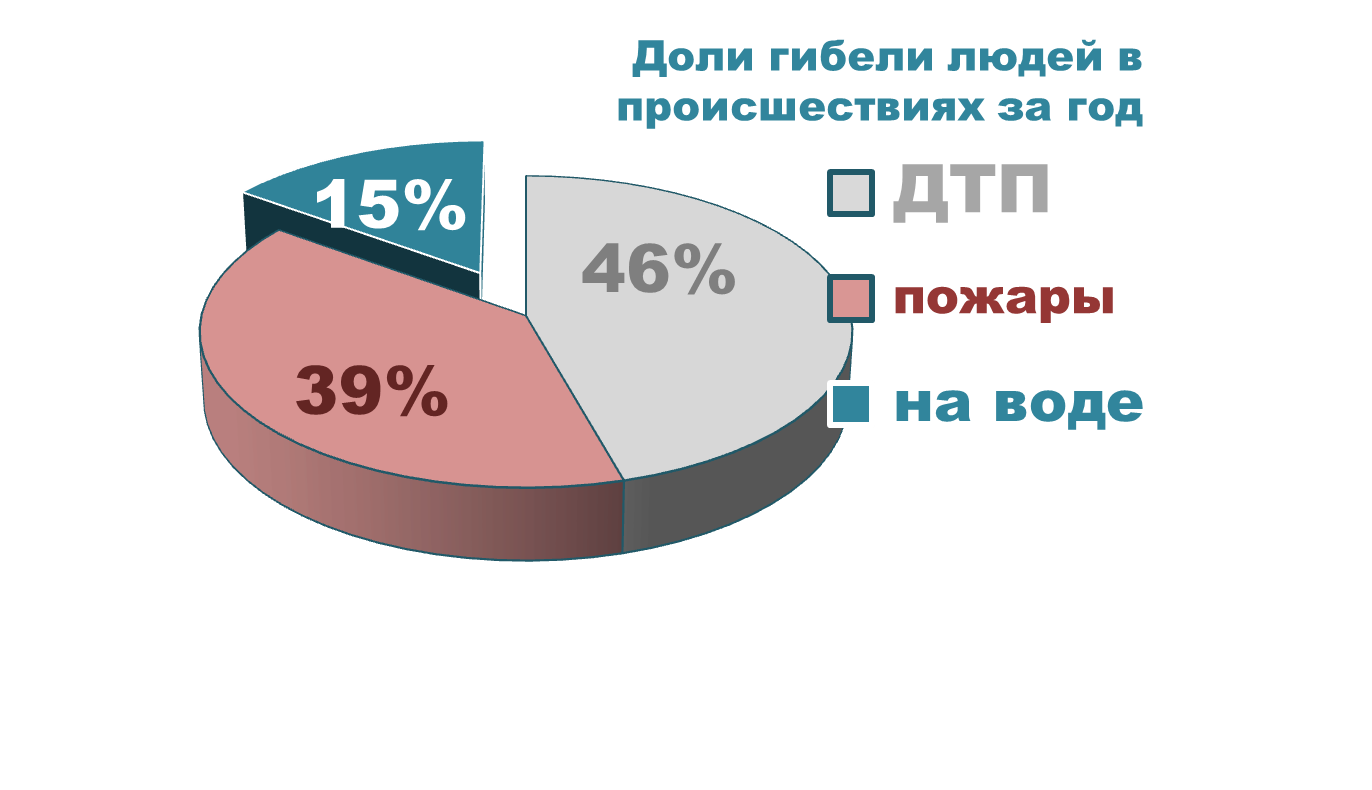 Доли гибели людей в
происшествиях за год
ДТП
15%
46%
пожары
39%
на воде